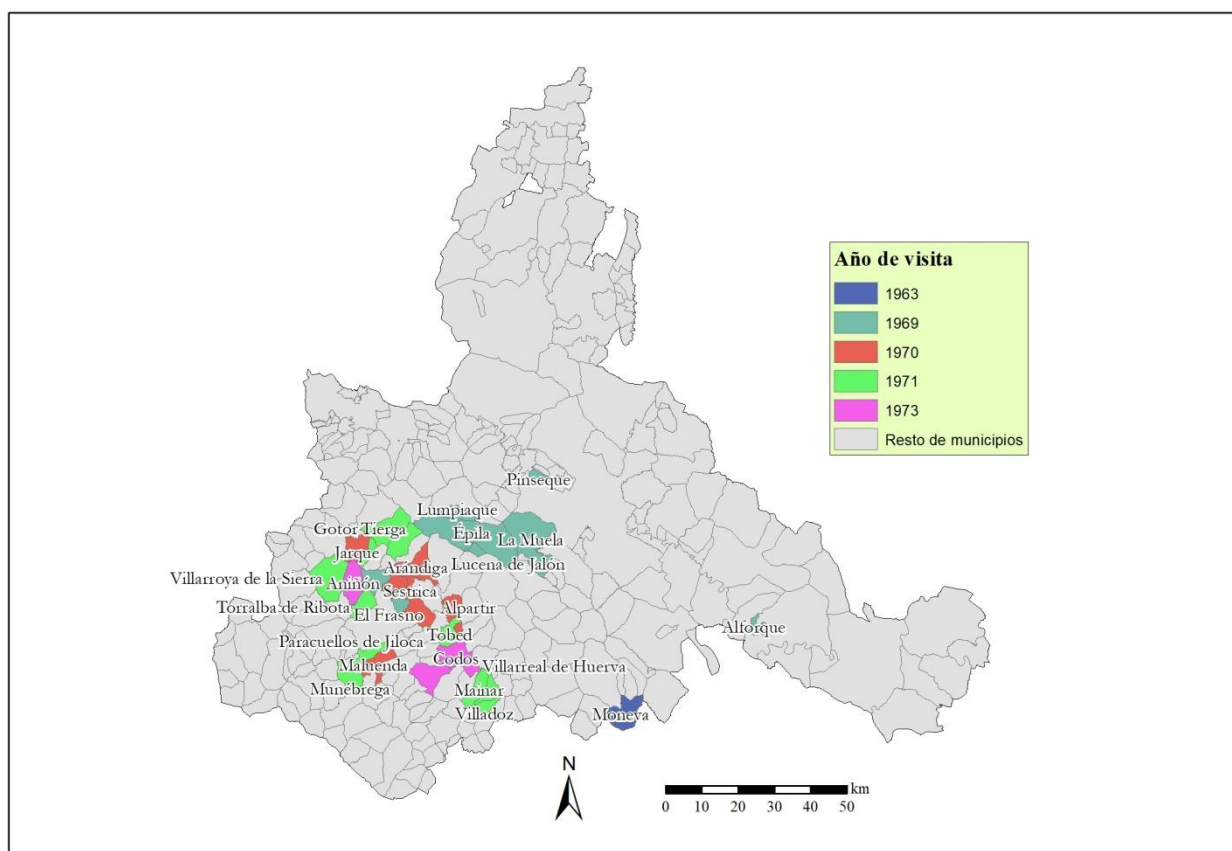 Año de visita
1963
1969
1970
1971
1973
Resto de municipios
Pinseque
Lumpiaque
Gotor Tierga
Épila
La Muela
Jarque
Arándiga
Lucena de Jalón
Villarroya de la Sierra
Aniñón
Sestrica
Torralba de Ribota
El Frasno
Alpartir
Alforque
Tobed
Paracuellos de Jiloca
Codos
Maluenda
Villarreal de Huerva
Munébrega
Mainar
Villadoz
Moneva
N
km
0 10 20 30 40 50